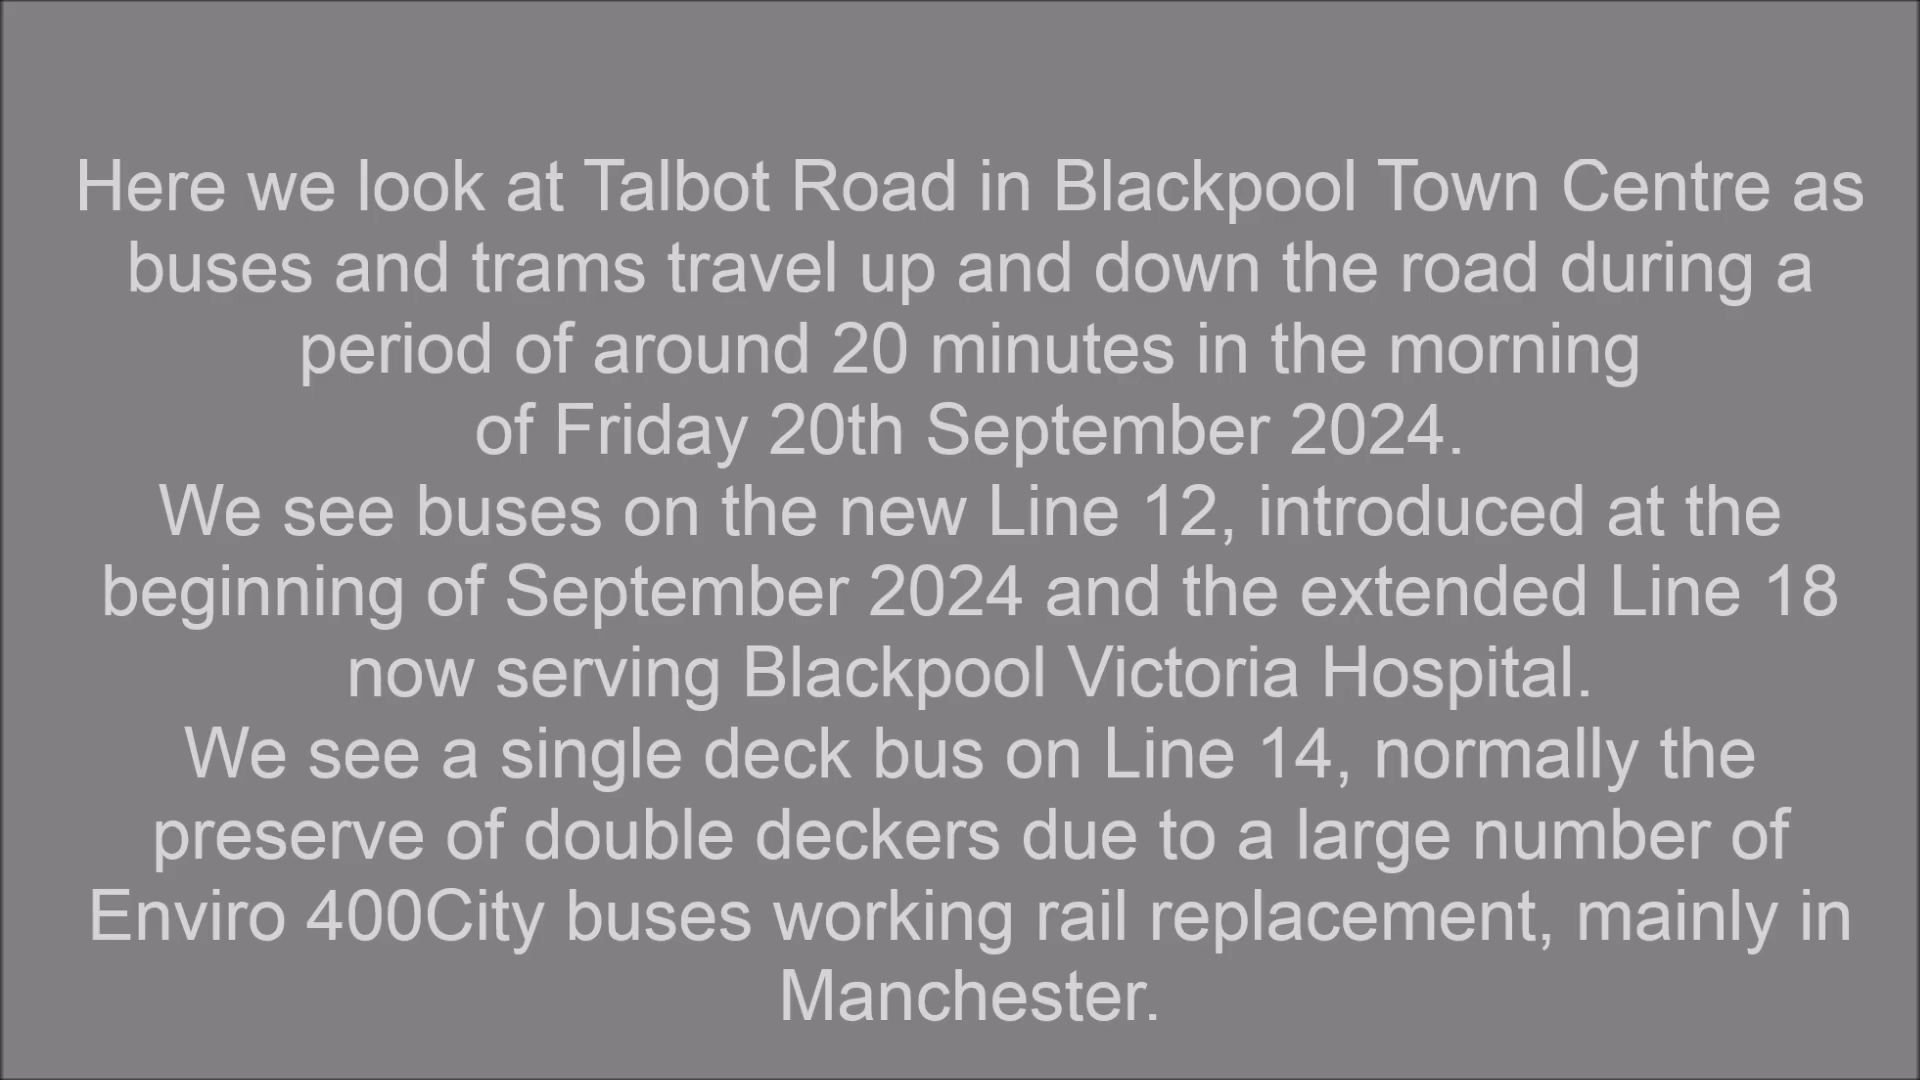 Here we look at Talbot Road in Blackpool Town Centre as
buses and trams travel up and down the road during a
period of around 20 minutes in the morning
of Friday 20th September 2024.
We see buses on the new Line 12, introduced at the
beginning of September 2024 and the extended Line 18
now serving Blackpool Victoria Hospital.
We see a single deck bus on Line 14, normally the
preserve of double deckers due to a large number of
Enviro 400City buses working rail replacement, mainly in
Manchester.